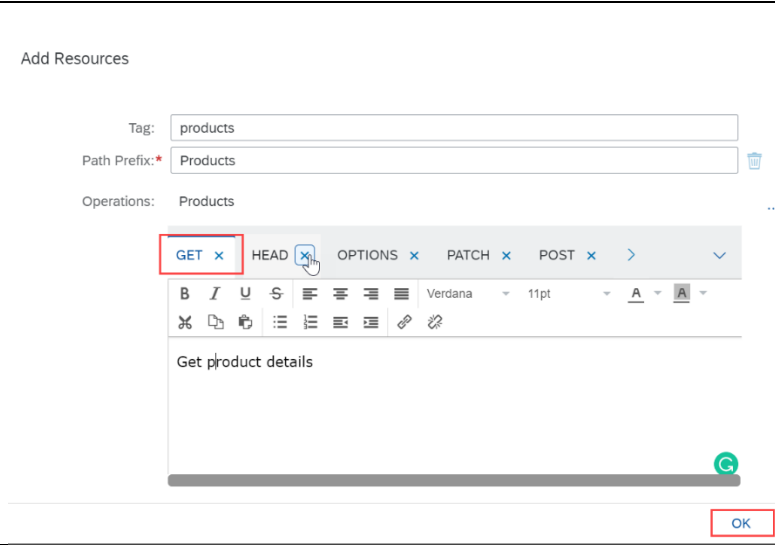 Add Resources
Tag: products
Path Prefix:* Products
Operations: Products
GET × HEAD × OPTIONS × PATCH × POST ×
B I U S Verdana 11pt A A
Get product details
OK